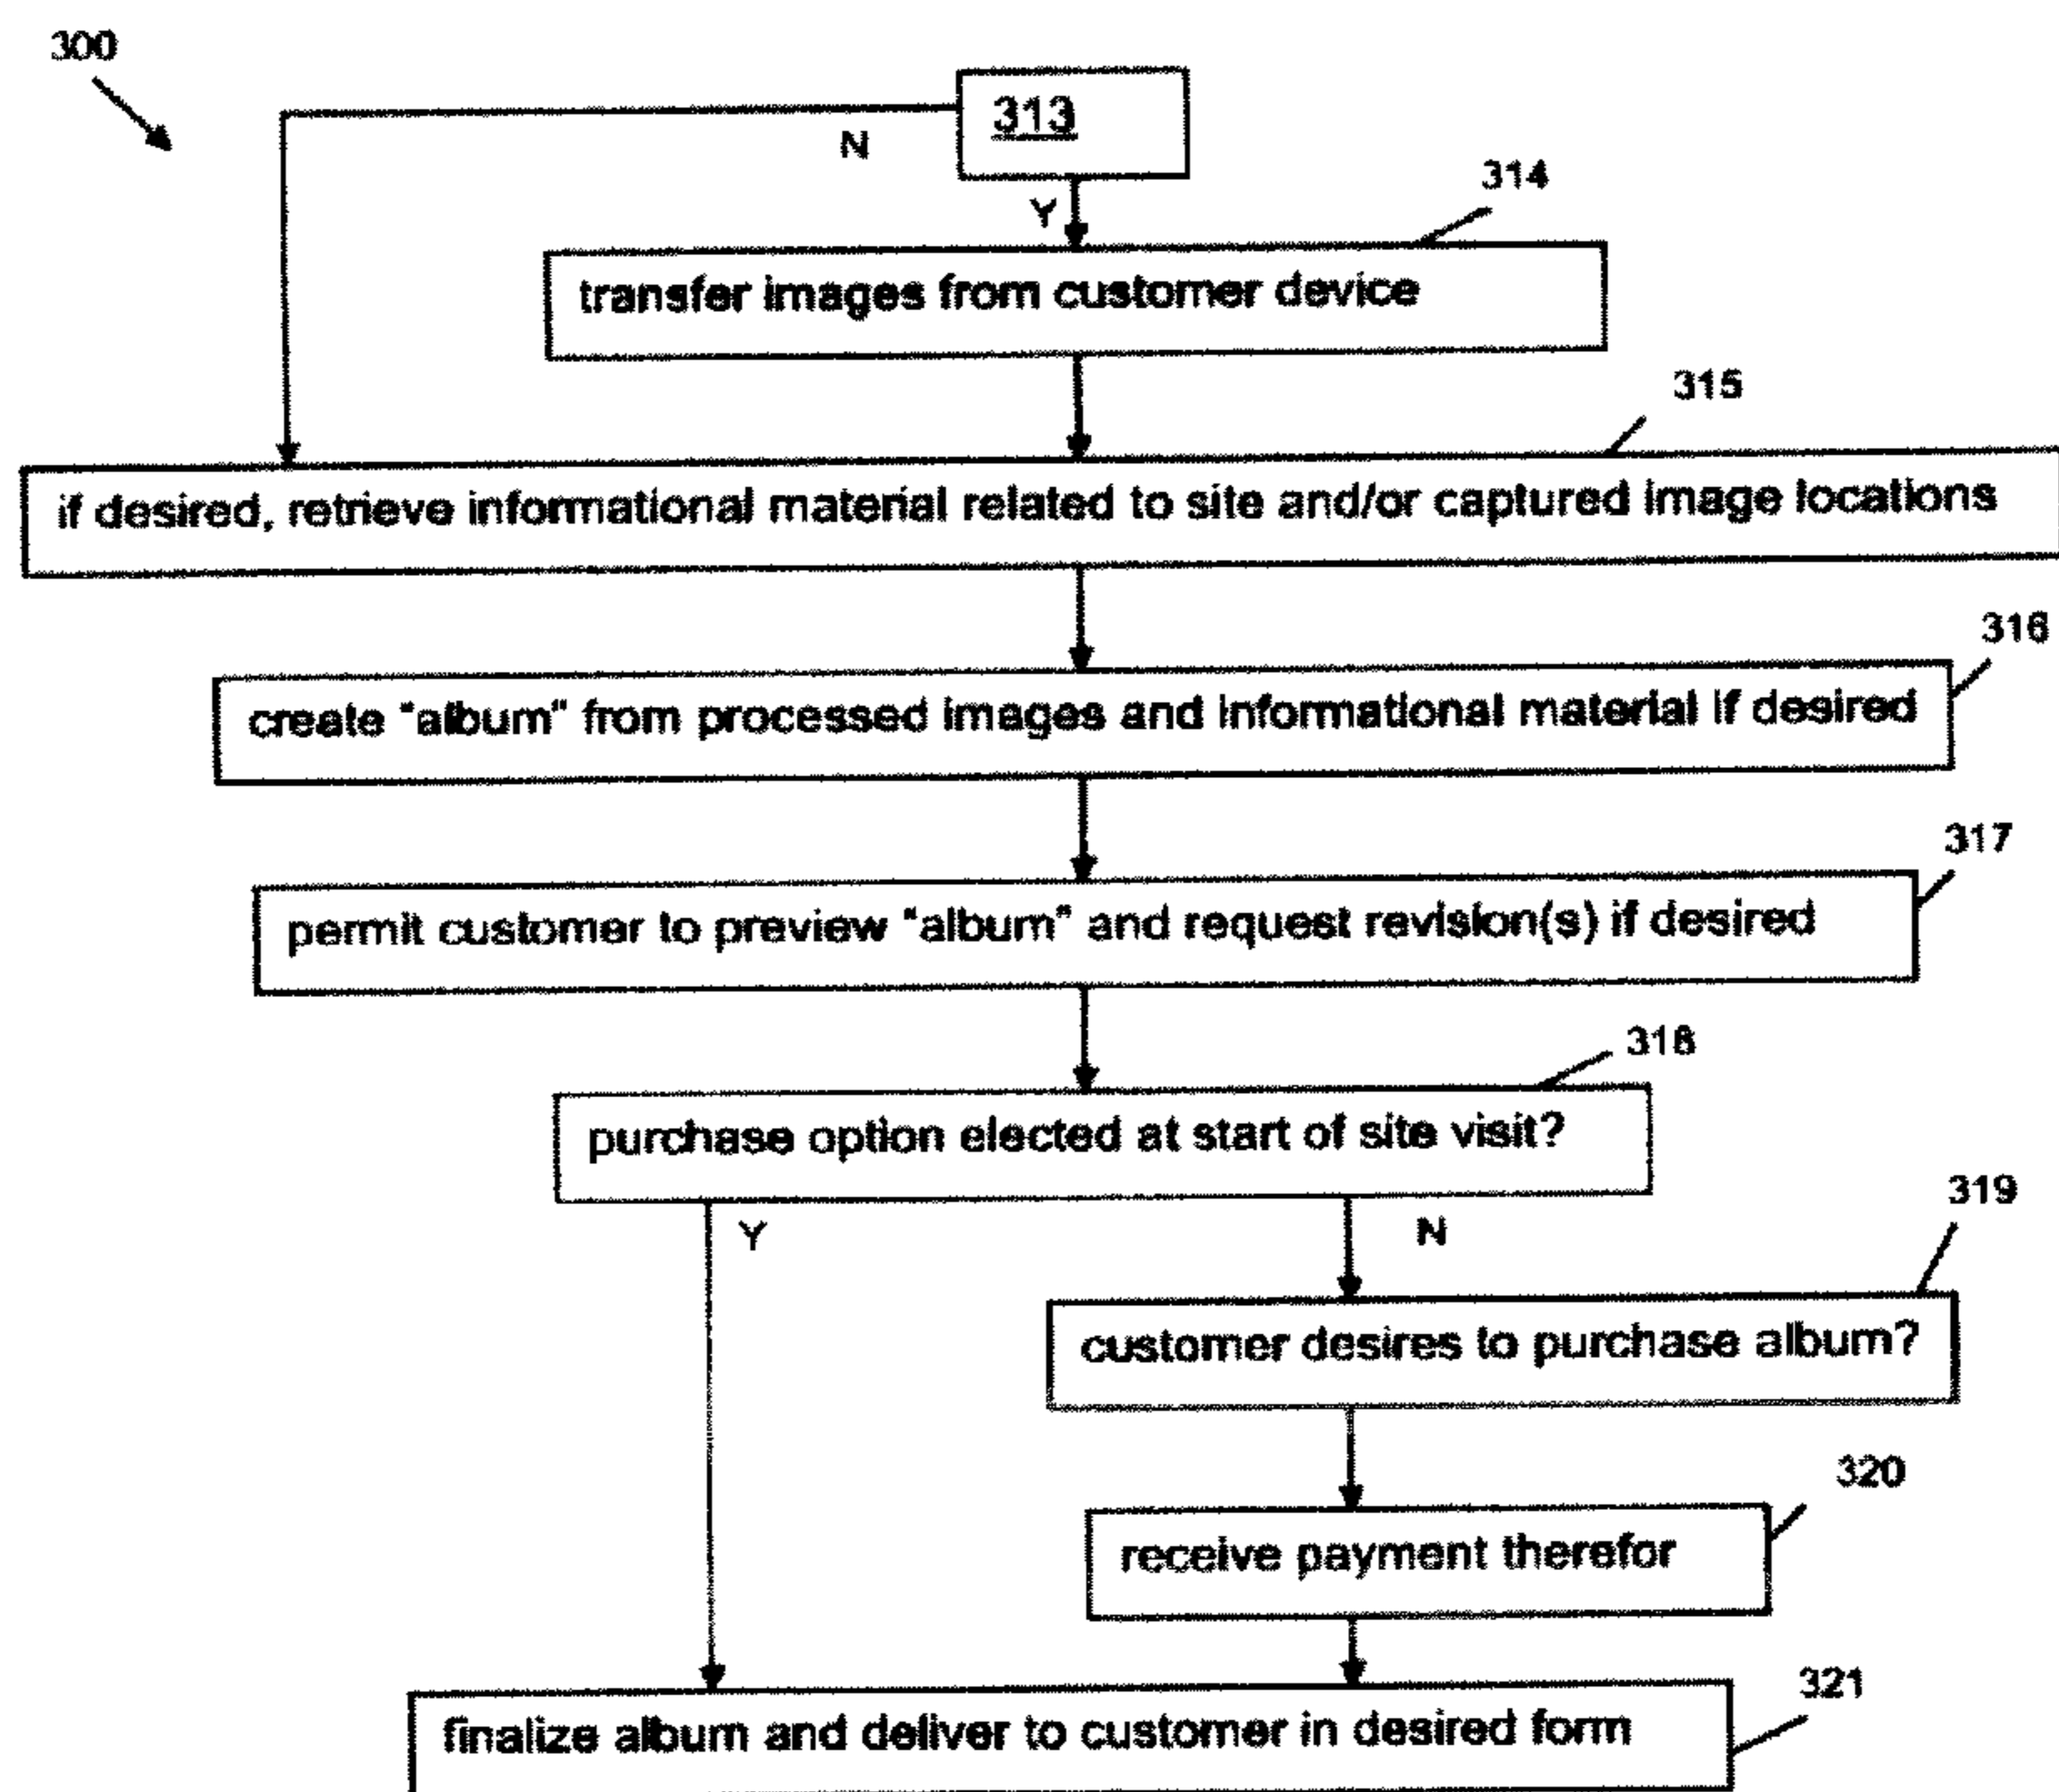 300
313
N
Y
314
transfer images from customer device
315
if desired, retrieve informational material related to site and/or captured image locations
316
create "album" from processed images and informational material if desired
317
permit customer to preview "album" and request revision(s) if desired
318
purchase option elected at start of site visit?
Y
N
319
customer desires to purchase album?
320
receive payment therefor
321
finalize album and deliver to customer in desired form